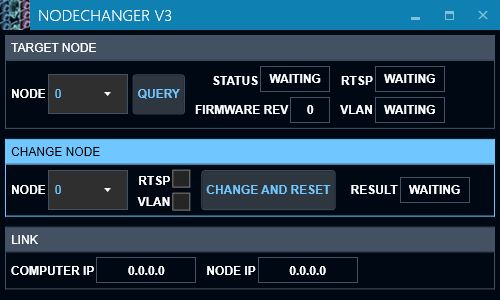 NODECHANGER V3
TARGET NODE
NODE 0 QUERY STATUS WAITING RTSP WAITING
FIRMWARE REV 0 VLAN WAITING
CHANGE NODE
NODE 0 RTSP CHANGE AND RESET RESULT WAITING
VLAN
LINK
COMPUTER IP 0.0.0.0 NODE IP 0.0.0.0